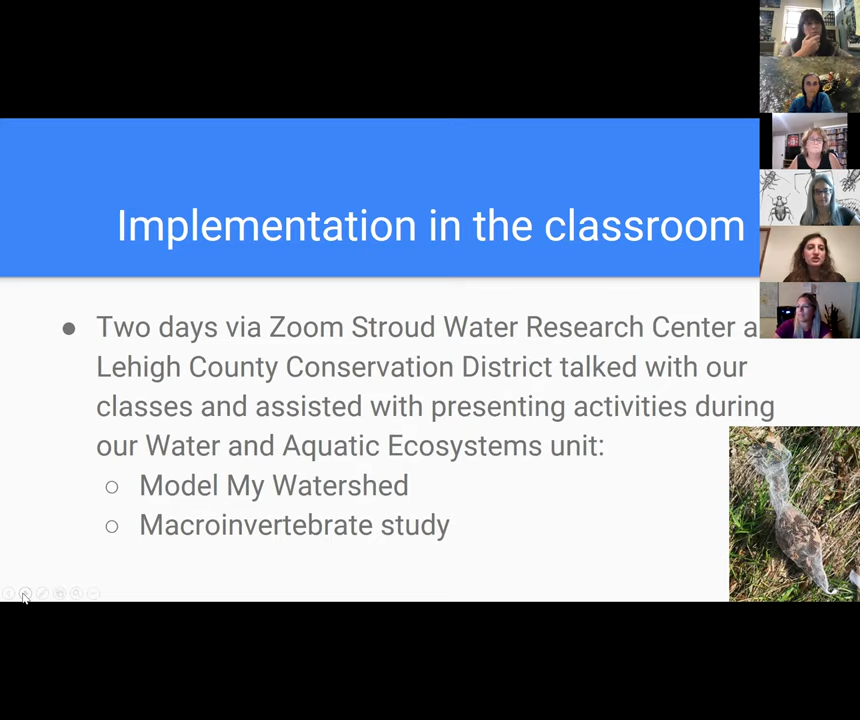 Implementation in the classroom
● Two days via Zoom Stroud Water Research Center a
Lehigh County Conservation District talked with our
classes and assisted with presenting activities during
our Water and Aquatic Ecosystems unit:
○ Model My Watershed
○ Macroinvertebrate study